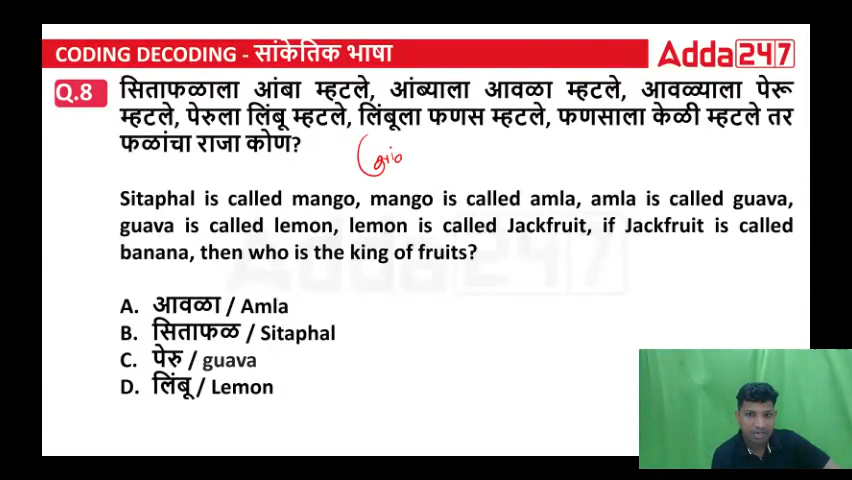 CODING DECODING - सांकेतिक भाषा
Adda247
Q.8
सिताफळाला आंबा म्हटले, आंब्याला आवळा म्हटले, आवळ्याला पेरू
म्हटले, पेरुला लिंबू म्हटले, लिंबूला फणस म्हटले, फणसाला केळी म्हटले तर
फळांचा राजा कोण?
Sitaphal is called mango, mango is called amla, amla is called guava,
guava is called lemon, lemon is called Jackfruit, if Jackfruit is called
banana, then who is the king of fruits?
A. आवळा / Amla
B. सिताफळ / Sitaphal
C. पेरु / guava
D. लिंबू / Lemon